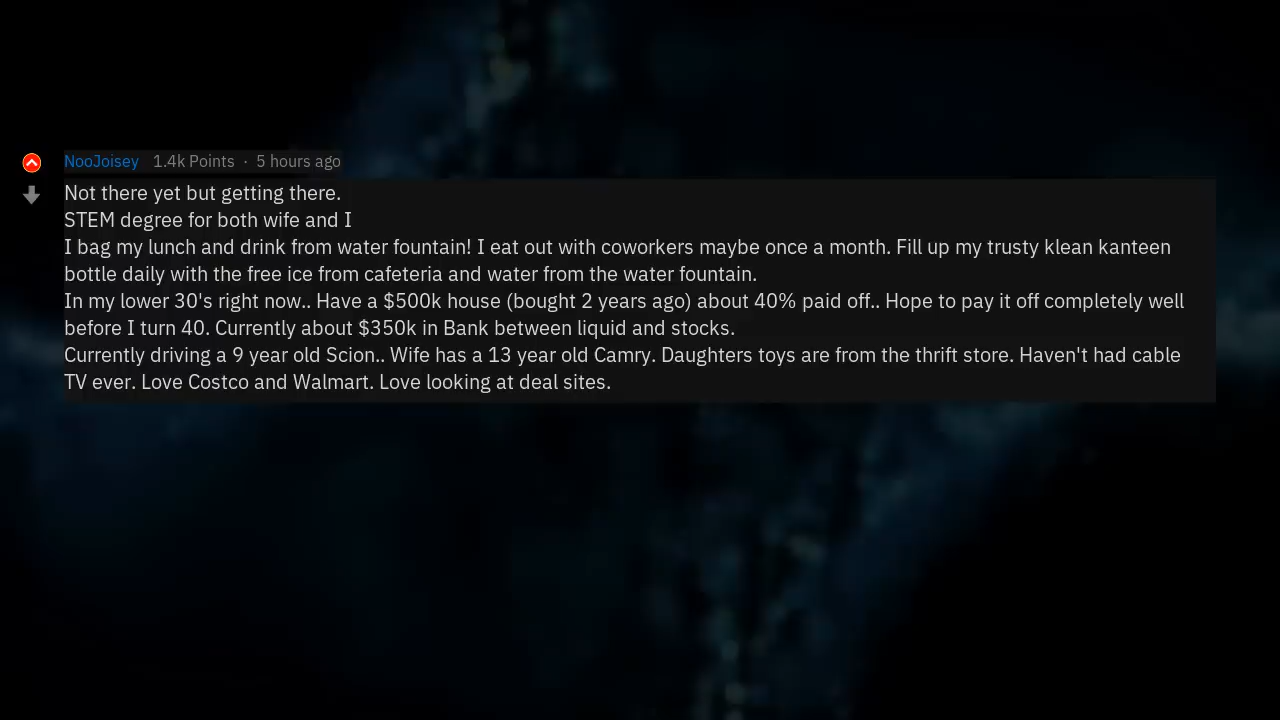 NooJoisey 1.4k Points · 5 hours ago
Not there yet but getting there.
STEM degree for both wife and I
I bag my lunch and drink from water fountain! I eat out with coworkers maybe once a month. Fill up my trusty klean kanteen
bottle daily with the free ice from cafeteria and water from the water fountain.
In my lower 30's right now.. Have a $500k house (bought 2 years ago) about 40% paid off.. Hope to pay it off completely well
before I turn 40. Currently about $350k in Bank between liquid and stocks.
Currently driving a 9 year old Scion.. Wife has a 13 year old Camry. Daughters toys are from the thrift store. Haven't had cable
TV ever. Love Costco and Walmart. Love looking at deal sites.